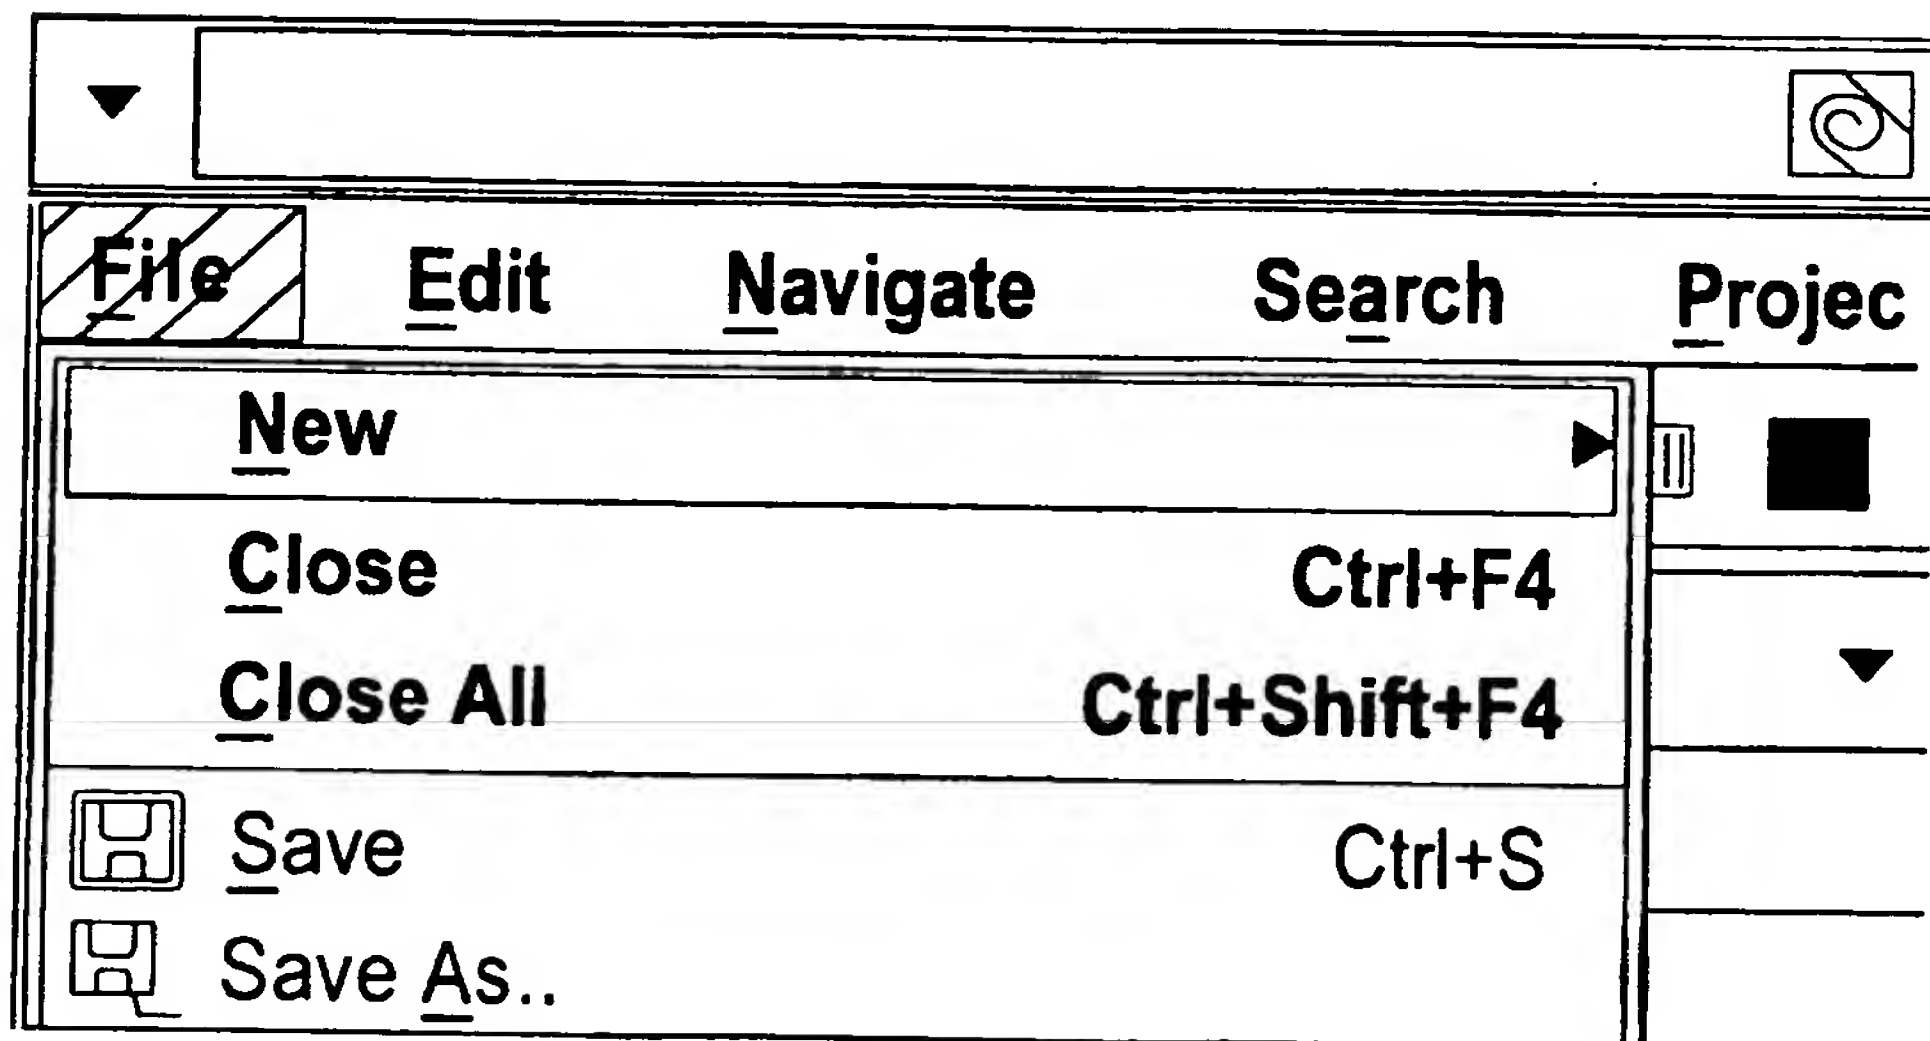 File Edit Navigate Search Projec
New
Close Ctrl+F4
Close All Ctrl+Shift+F4
Save Ctrl+S
Save As..